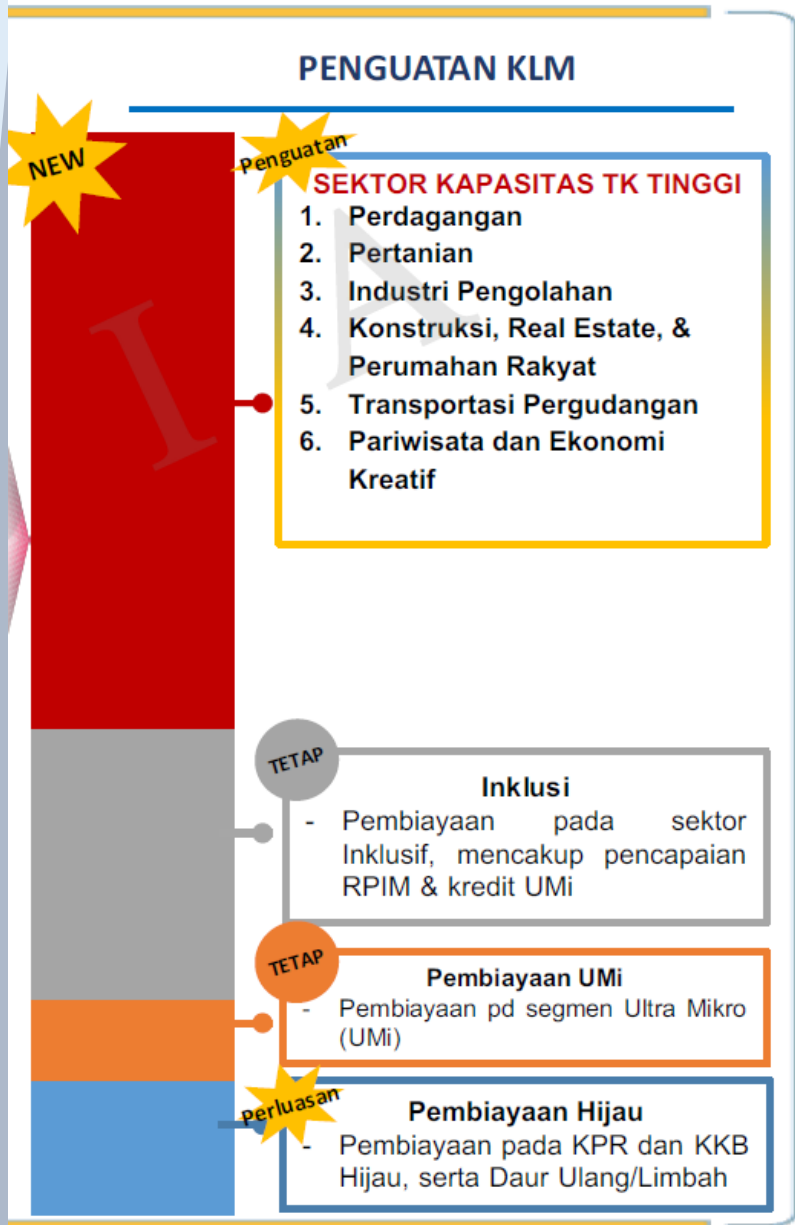 PENGUATAN KLM
NEW
Penguatan
SEKTOR KAPASITAS TK TINGGI
1. Perdagangan
2. Pertanian
3. Industri Pengolahan
4. Konstruksi, Real Estate, &
Perumahan Rakyat
5. Transportasi Pergudangan
6. Pariwisata dan Ekonomi
Kreatif
I A
TETAP
Inklusi
- Pembiayaan pada sektor
Inklusif, mencakup pencapaian
RPIM & kredit UMi
TETAP
Pembiayaan UMi
- Pembiayaan pd segmen Ultra Mikro
(UMi)
Perluasan
Pembiayaan Hijau
- Pembiayaan pada KPR dan KKB
Hijau, serta Daur Ulang/Limbah